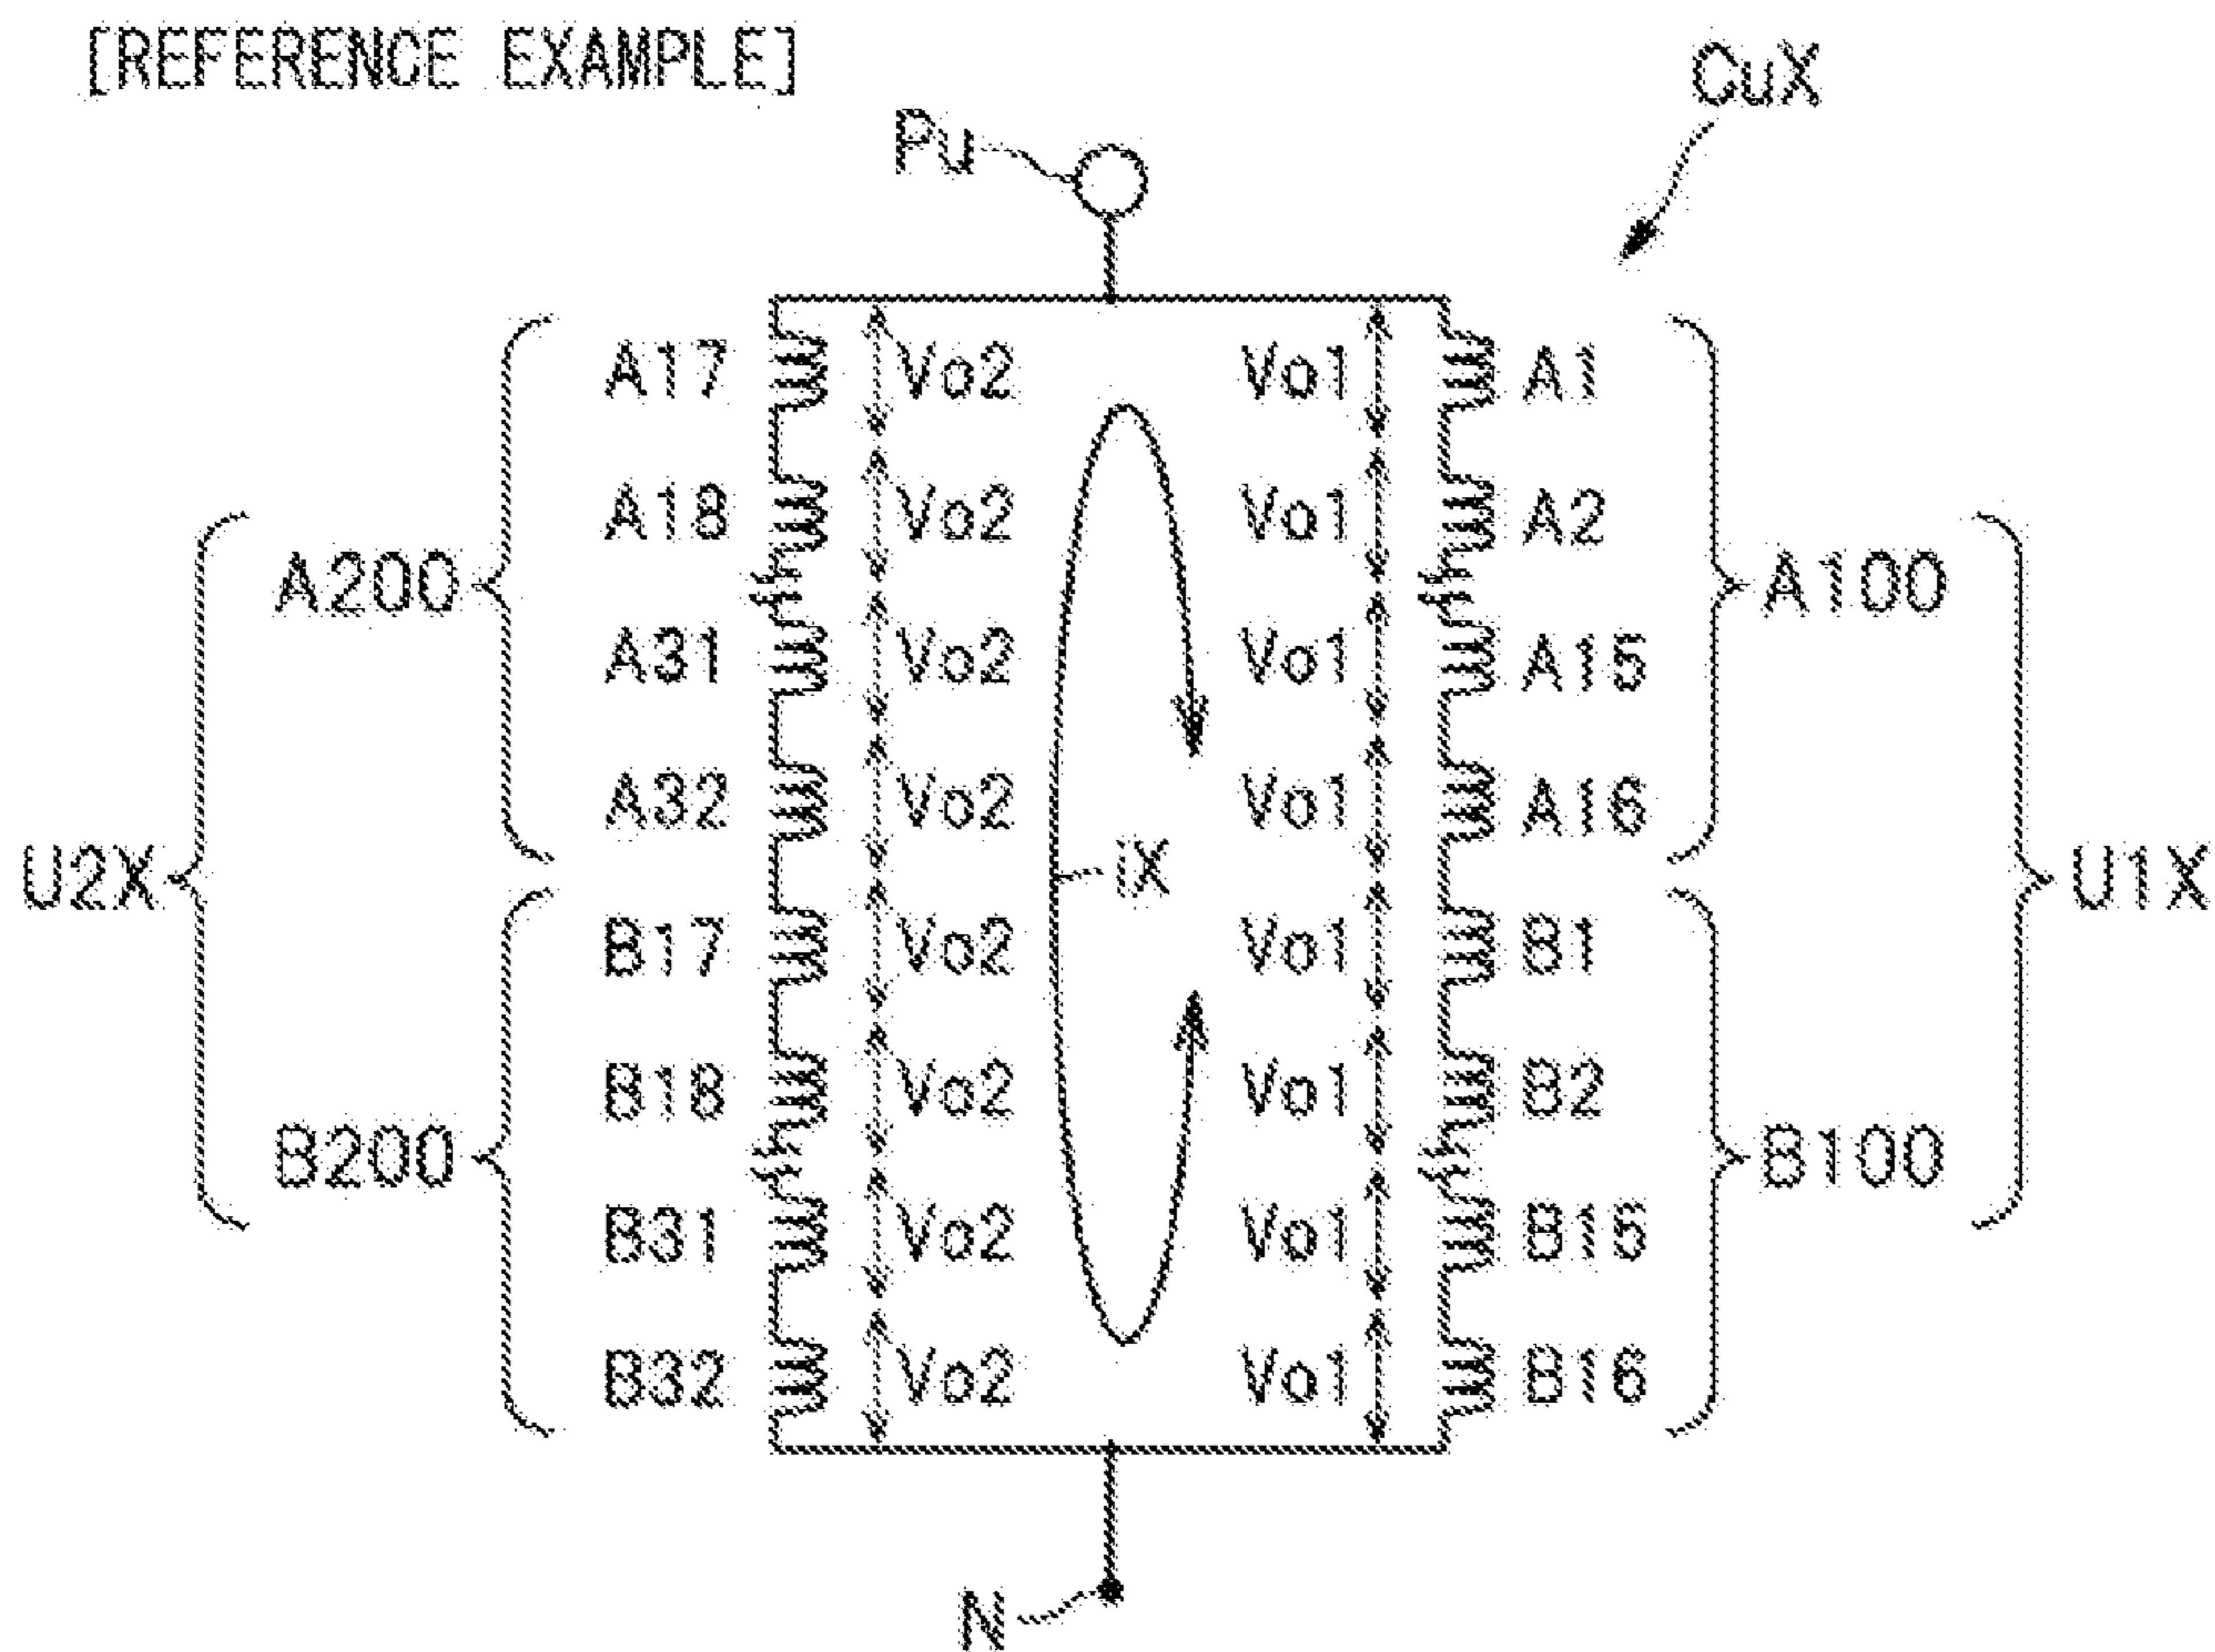 [REFERENCE EXAMPLE]
CuX
Pu
A17 Vo2 Vo1 A1
A18 Vo2 Vo1 A2
A200 A100
A31 Vo2 Vo1 A15
A32 Vo2 Vo1 A16
U2X iX U1X
B17 Vo2 Vo1 B1
B18 Vo2 Vo1 B2
B200 B100
B31 Vo2 Vo1 B15
B32 Vo2 Vo1 B16
N